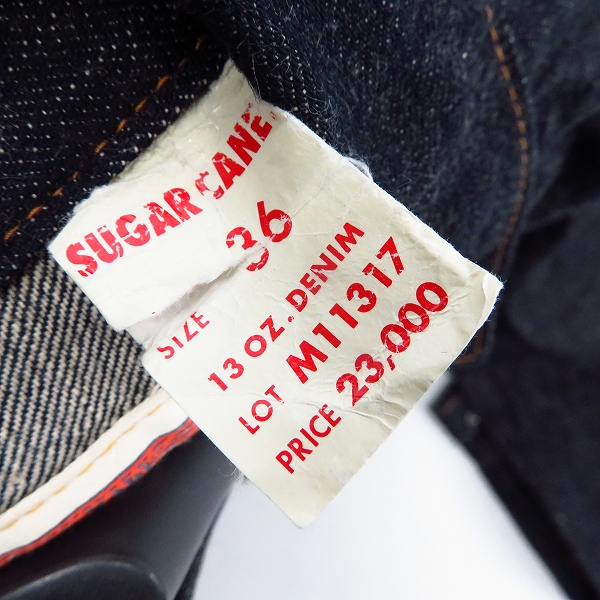 SUGAR CANE
SIZE 36
13 OZ. DENIM
LOT M11317
PRICE 23,000